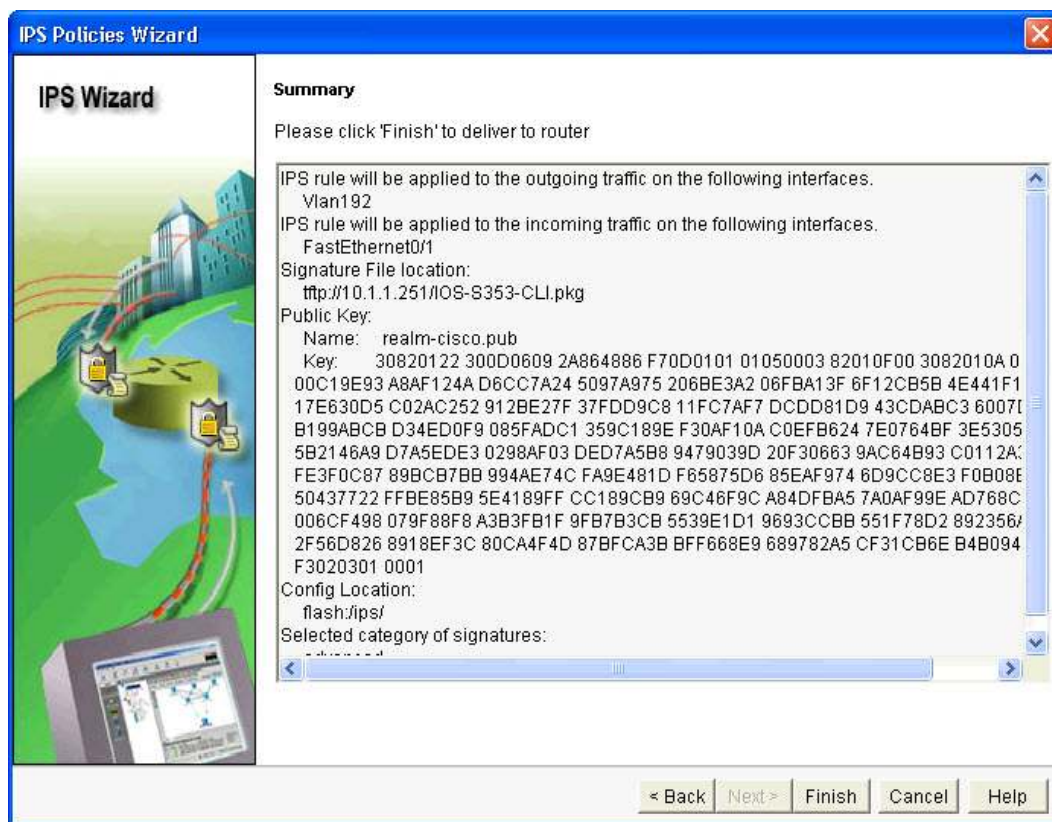 IPS Policies Wizard
IPS Wizard
Summary
Please click 'Finish' to deliver to router
IPS rule will be applied to the outgoing traffic on the following interfaces.
Vlan192
IPS rule will be applied to the incoming traffic on the following interfaces.
FastEthernet0/1
Signature File location:
tftp://10.1.1.251/IOS-S353-CLI.pkg
Public Key:
Name: realm-cisco.pub
Key: 30820122 300D0609 2A864886 F70D0101 01050003 82010F00 3082010A 0
00C19E93 A8AF124A D6CC7A24 5097A975 206BE3A2 06FBA13F 6F12CB5B 4E441F1
17E630D5 C02AC252 912BE27F 37FDD9C8 11FC7AF7 DCDD81D9 43CDABC3 6007
B199ABCB D34ED0F9 085FADC1 359C189E F30AF10A C0EFB624 7E0764BF 3E5305
5B2146A9 D7A5EDE3 0298AF03 DED7A5B8 9479039D 20F30663 9AC64B93 C0112A
FE3F0C87 89BCB7BB 994AE74C FA9E481D F65875D6 85EAF974 6D9CC8E3 F0B08
50437722 FFBE85B9 5E4189FF CC189CB9 69C46F9C A84DFBA5 7A0AF99E AD768C
006CF498 079F88F8 A3B3FB1F 9FB7B3CB 5539E1D1 9693CCBB 551F78D2 892356
2F56D826 8918EF3C 80CA4F4D 87BFCA3B BFF668E9 689782A5 CF31CB6E B4B094
F3020301 0001
Config Location:
flash:/ips/
Selected category of signatures:
< Back Next > Finish Cancel Help